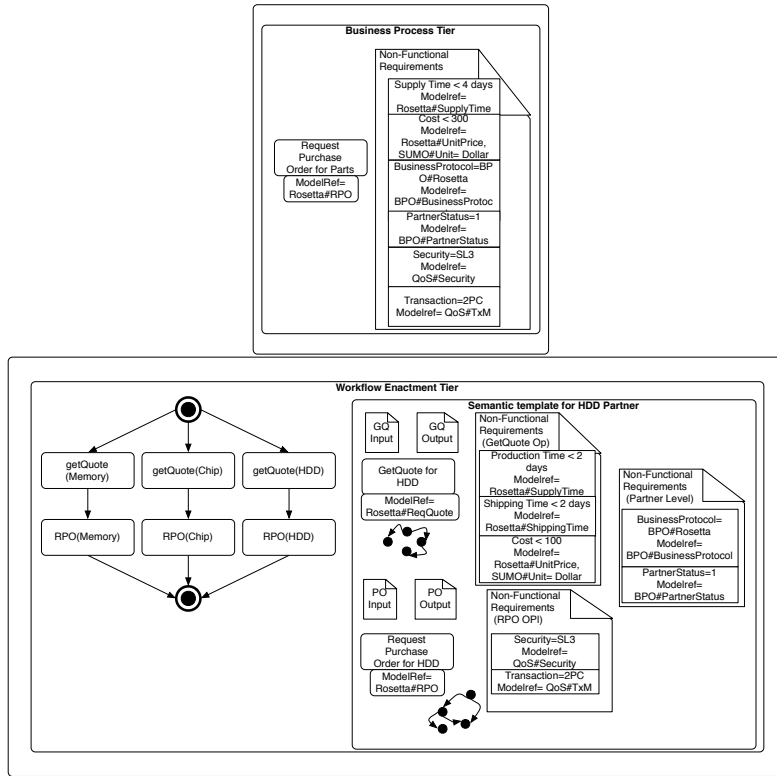 Business Process Tier
Non-Functional
Requirements
Supply Time < 4 days
Modelref=
Rosetta#SupplyTime
Cost < 300
Modelref=
Rosetta#UnitPrice,
SUMO#Unit= Dollar
BusinessProtocol=BP
O#Rosetta
Modelref=
BPO#BusinessProtoc
PartnerStatus=1
Modelref=
BPO#PartnerStatus
Security=SL3
Modelref=
QoS#Security
Transaction=2PC
Modelref= QoS#TxM
Request
Purchase
Order for Parts
ModelRef=
Rosetta#RPO
Workflow Enactment Tier
getQuote
(Memory)
getQuote(Chip)
getQuote(HDD)
RPO(Memory)
RPO(Chip)
RPO(HDD)
Semantic template for HDD Partner
GQ
Input
GQ
Output
GetQuote for
HDD
ModelRef=
Rosetta#ReqQuote
Non-Functional
Requirements
(GetQuote Op)
Production Time < 2
days
Modelref=
Rosetta#SupplyTime
Shipping Time < 2 days
Modelref=
Rosetta#ShippingTime
Cost < 100
Modelref=
Rosetta#UnitPrice,
SUMO#Unit= Dollar
Non-Functional
Requirements
(Partner Level)
BusinessProtocol=
BPO#Rosetta
Modelref=
BPO#BusinessProtocol
PartnerStatus=1
Modelref=
BPO#PartnerStatus
PO
Input
PO
Output
Request
Purchase
Order for HDD
ModelRef=
Rosetta#RPO
Non-Functional
Requirements
(RPO OPI)
Security=SL3
Modelref=
QoS#Security
Transaction=2PC
Modelref= QoS#TxM